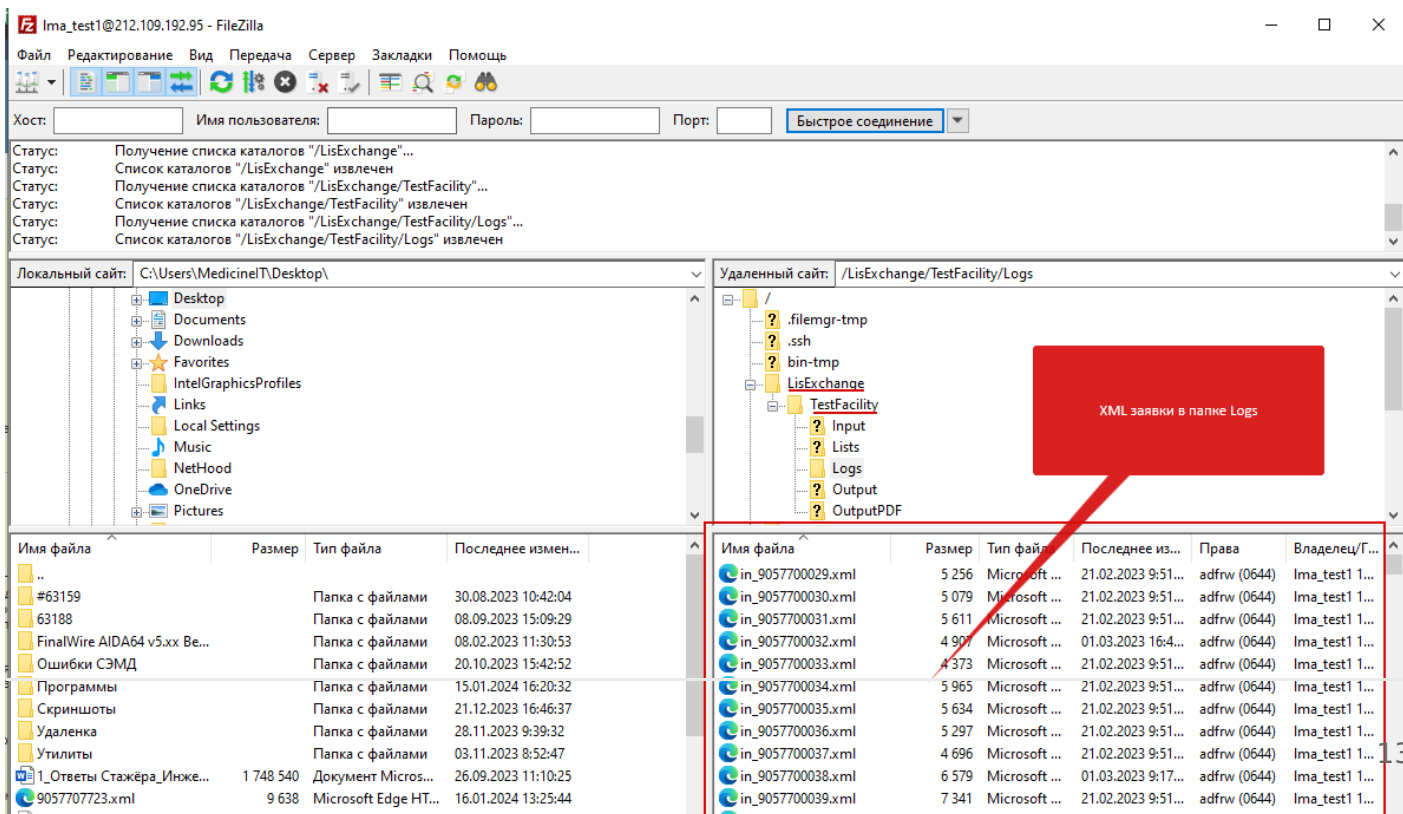 lma_test1@212.109.192.95 - FileZilla
Файл Редактирование Вид Передача Сервер Закладки Помощь
Хост: Имя пользователя: Пароль: Порт: Быстрое соединение
Статус: Получение списка каталогов "/LisExchange"...
Статус: Список каталогов "/LisExchange" извлечен
Статус: Получение списка каталогов "/LisExchange/TestFacility"...
Статус: Список каталогов "/LisExchange/TestFacility" извлечен
Статус: Получение списка каталогов "/LisExchange/TestFacility/Logs"...
Статус: Список каталогов "/LisExchange/TestFacility/Logs" извлечен
Локальный сайт: C:\Users\MedicineIT\Desktop\
Desktop
Documents
Downloads
Favorites
IntelGraphicsProfiles
Links
Local Settings
Music
NetHood
OneDrive
Pictures
Удаленный сайт: /LisExchange/TestFacility/Logs
/
.filemgr-tmp
.ssh
bin-tmp
LisExchange
TestFacility
Input
Lists
Logs
Output
OutputPDF
XML заявки в папке Logs
Имя файла Размер Тип файла Последнее измен...
..
#63159 Папка с файлами 30.08.2023 10:42:04
63188 Папка с файлами 08.09.2023 15:09:29
FinalWire AIDA64 v5.xx Be... Папка с файлами 08.02.2023 11:30:53
Ошибки СЭМД Папка с файлами 20.10.2023 15:42:52
Программы Папка с файлами 15.01.2024 16:20:32
Скриншоты Папка с файлами 21.12.2023 16:46:37
Удаленка Папка с файлами 28.11.2023 9:39:32
Утилиты Папка с файлами 03.11.2023 8:52:47
1_Ответы Стажёра_Инже... 1 748 540 Документ Micros... 26.09.2023 11:10:25
9057707723.xml 9 638 Microsoft Edge HT... 16.01.2024 13:25:44
Имя файла Размер Тип файла Последнее из... Права Владелец/Г...
in_9057700029.xml 5 256 Microsoft ... 21.02.2023 9:51... adfrw (0644) lma_test1 1...
in_9057700030.xml 5 079 Microsoft ... 21.02.2023 9:51... adfrw (0644) lma_test1 1...
in_9057700031.xml 5 611 Microsoft ... 21.02.2023 9:51... adfrw (0644) lma_test1 1...
in_9057700032.xml 4 907 Microsoft ... 01.03.2023 16:4... adfrw (0644) lma_test1 1...
in_9057700033.xml 4 373 Microsoft ... 21.02.2023 9:51... adfrw (0644) lma_test1 1...
in_9057700034.xml 5 965 Microsoft ... 21.02.2023 9:51... adfrw (0644) lma_test1 1...
in_9057700035.xml 5 634 Microsoft ... 21.02.2023 9:51... adfrw (0644) lma_test1 1...
in_9057700036.xml 5 297 Microsoft ... 21.02.2023 9:51... adfrw (0644) lma_test1 1...
in_9057700037.xml 4 696 Microsoft ... 21.02.2023 9:51... adfrw (0644) lma_test1 1...
in_9057700038.xml 6 579 Microsoft ... 01.03.2023 9:17... adfrw (0644) lma_test1 1...
in_9057700039.xml 7 341 Microsoft ... 21.02.2023 9:51... adfrw (0644) lma_test1 1...
13